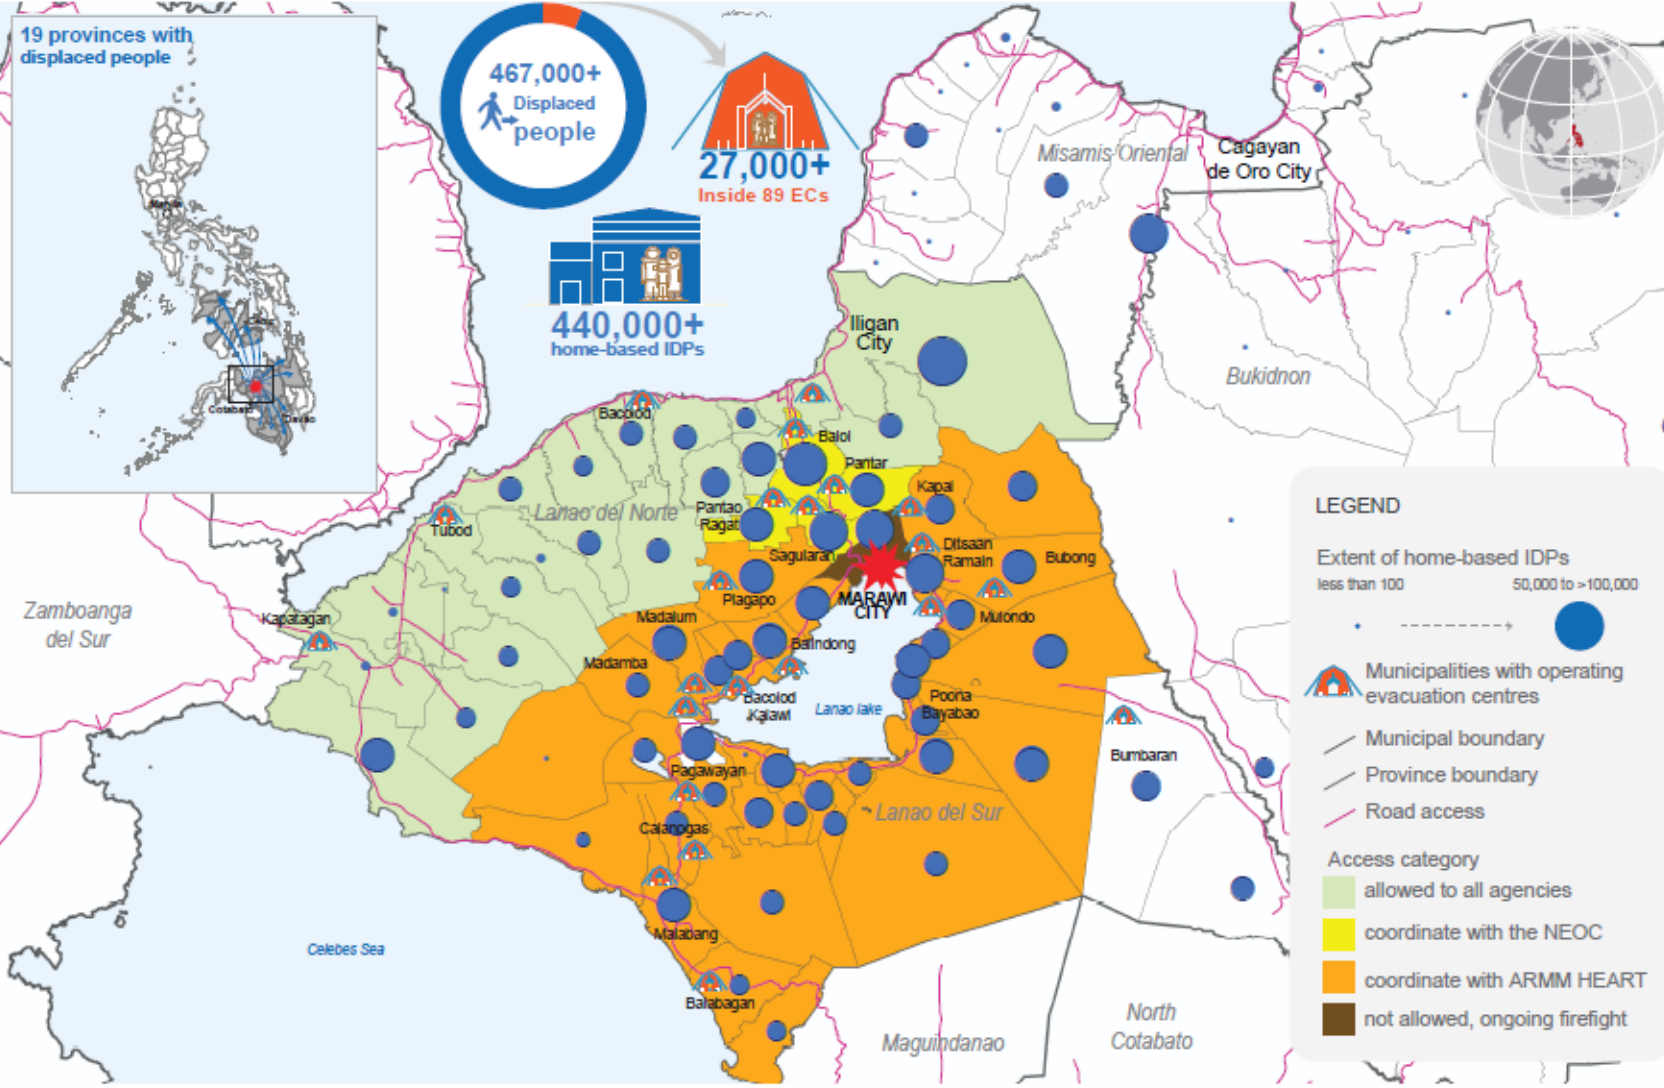 19 provinces with
displaced people
Manila
Cotabato
Davao
467,000+
Displaced
people
27,000+
Inside 89 ECs
440,000+
home-based IDPs
Misamis Oriental
Cagayan
de Oro City
Iligan
City
Bukidnon
Bacolod
Baloi
Pantar
Kapai
Lanao del Norte
Pantao
Ragat
Tubod
Saguiaran
Ditsaan
Ramain
Bubong
Piagapo
MARAWI
CITY
Mulondo
Zamboanga
del Sur
Kapatagan
Madalum
Balindong
Madamba
Bacolod
Kalawi
Lanao lake
Poona
Bayabao
Bumbaran
Pagawayan
Lanao del Sur
Calanogas
Malabang
Celebes Sea
Balabagan
Maguindanao
North
Cotabato
LEGEND
Extent of home-based IDPs
less than 100
50,000 to >100,000
Municipalities with operating
evacuation centres
Municipal boundary
Province boundary
Road access
Access category
allowed to all agencies
coordinate with the NEOC
coordinate with ARMM HEART
not allowed, ongoing firefight